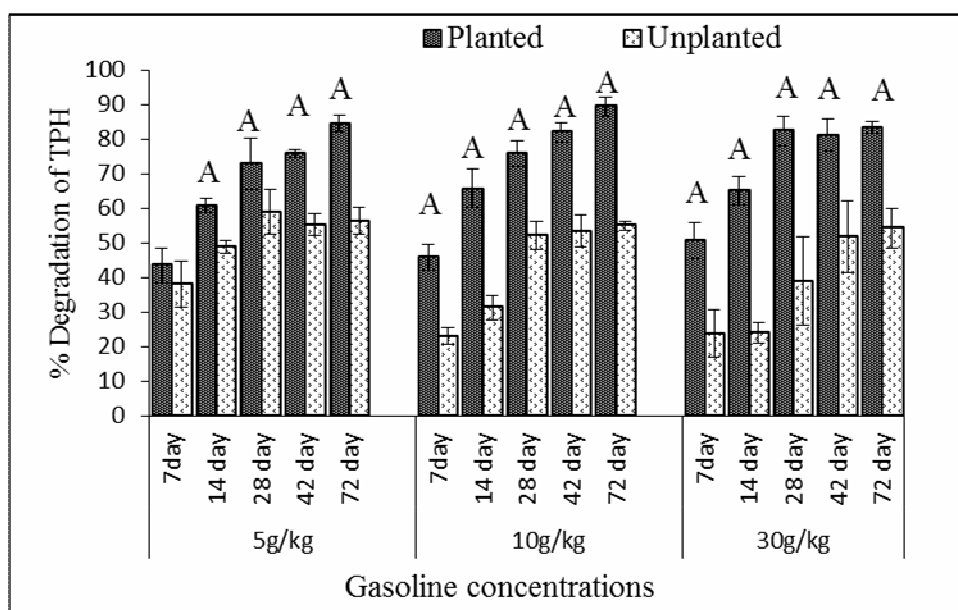 Planted Unplanted
% Degradation of TPH
100
90
80
70
60
50
40
30
20
10
0
A A A A
A A A A A
A A A A A
7day 14 day 28 day 42 day 72 day 7day 14 day 28 day 42 day 72 day 7day 14 day 28 day 42 day 72 day
5g/kg 10g/kg 30g/kg
Gasoline concentrations